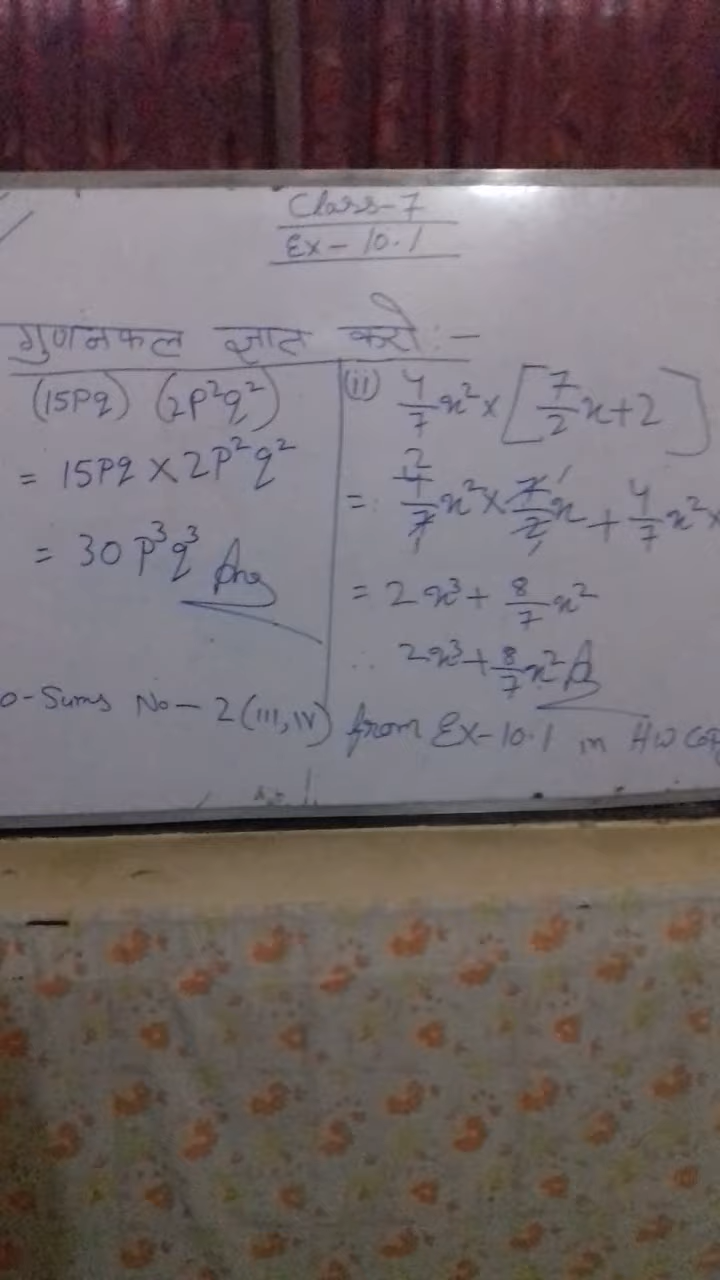 Class-7
Ex-10.1
गुणनफल ज्ञात करो :-
(15pq) (2p²q²)
= 15pq × 2p²q²
= 30p³q³ Ans
(ii) 4/7 x² × [7/2 x + 2]
= 4/7 x² × 7/2 x + 4/7 x² ×
= 2x³ + 8/7 x²
∴ 2x³ + 8/7 x²
Sums No - 2 (III, IV) from Ex-10.1 in HW